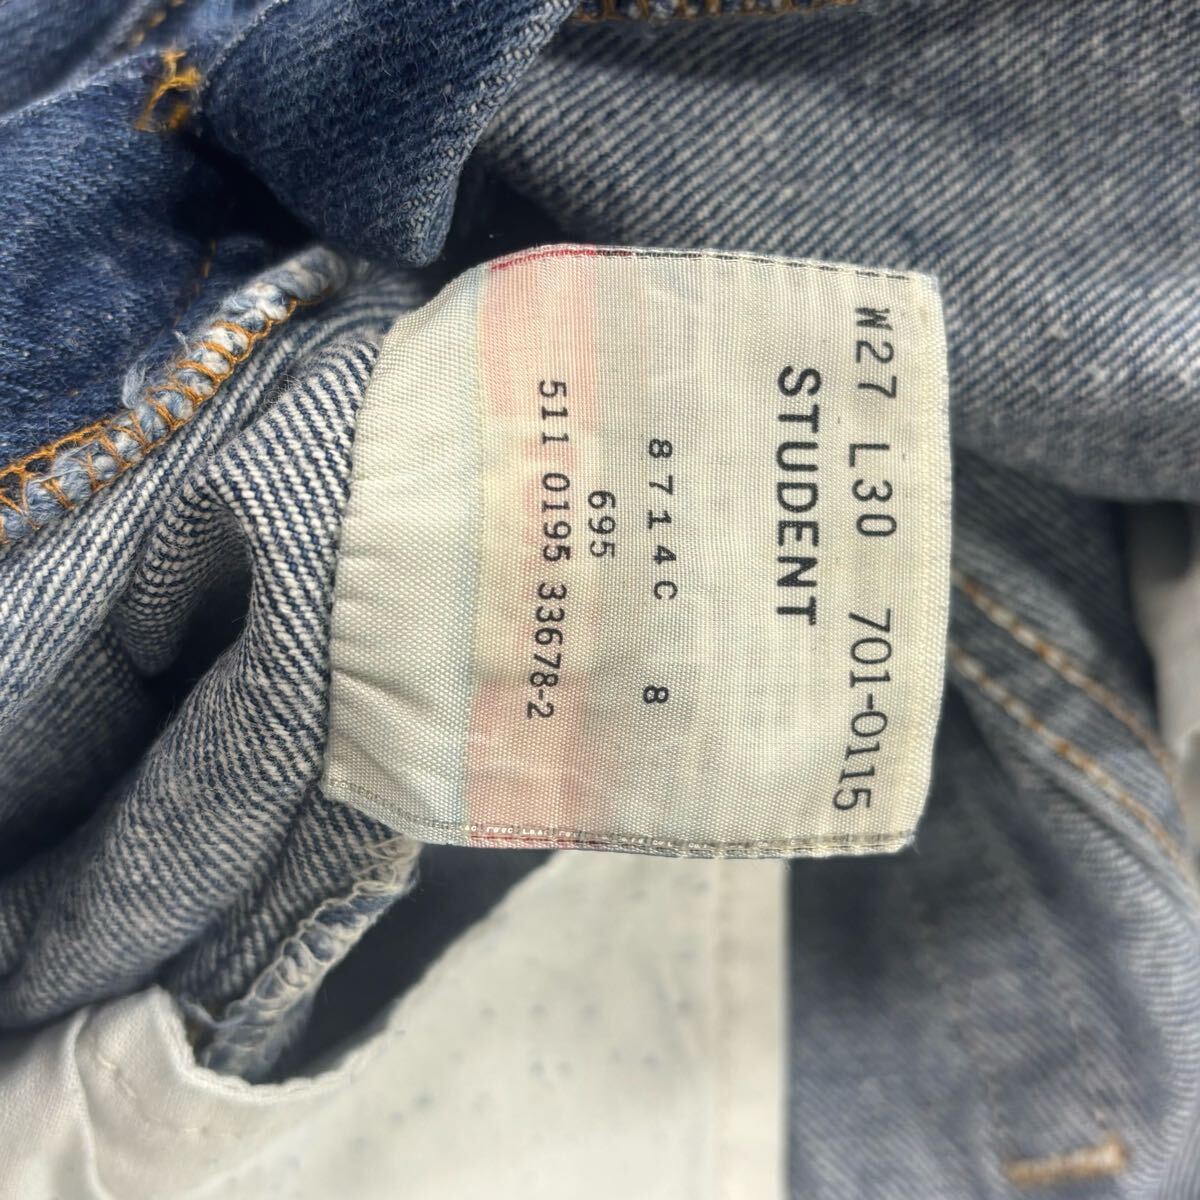 W27 L30 701-0115
STUDENT
8714C 8
695
511 0195 33678-2